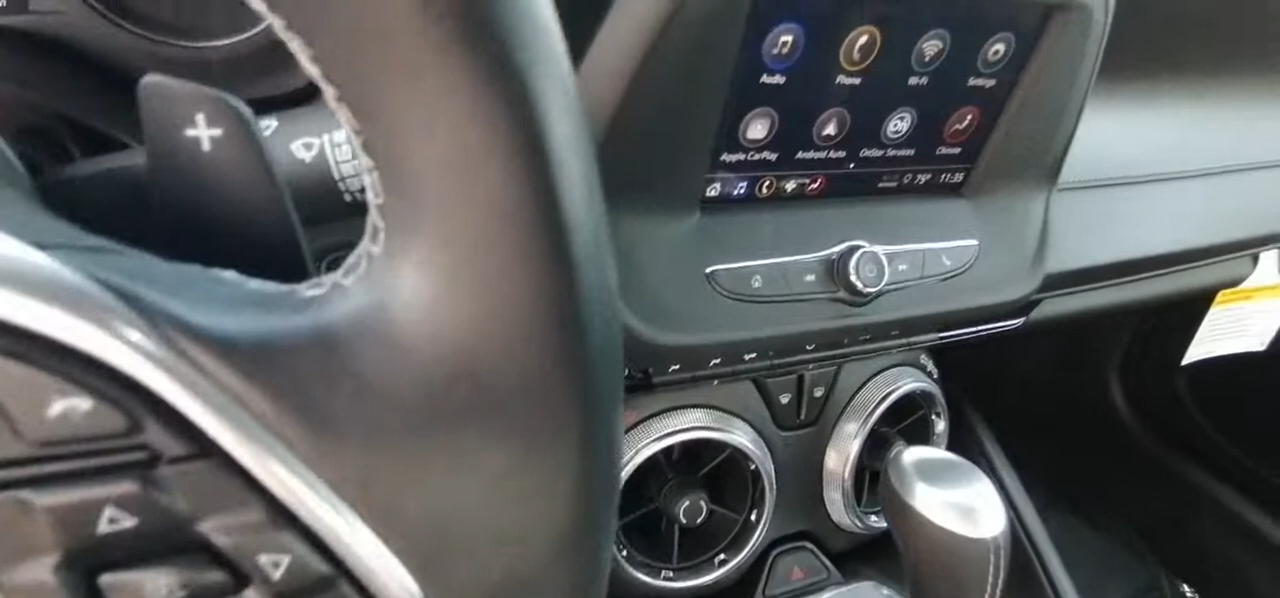 Audio
Phone
Wi-Fi
Settings
Apple CarPlay
Android Auto
OnStar Services
Climate
75° 11:35